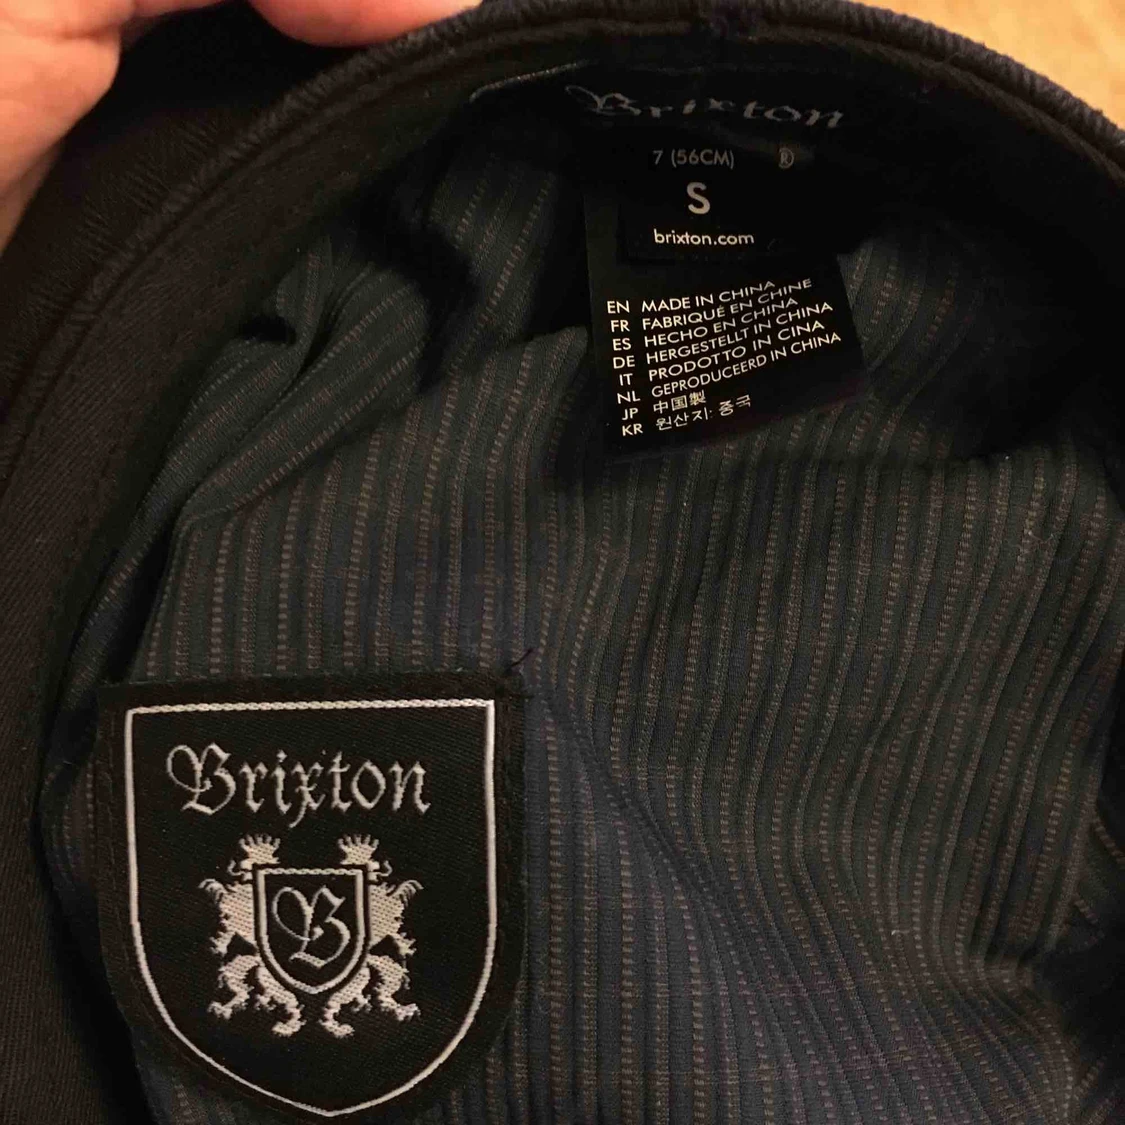 Brixton
7 (56CM) ®
S
brixton.com
EN MADE IN CHINA
FR FABRIQUÉ EN CHINE
ES HECHO EN CHINA
DE HERGESTELLT IN CHINA
IT PRODOTTO IN CINA
NL GEPRODUCEERD IN CHINA
JP 中国製
KR 원산지: 중국
Brixton
B